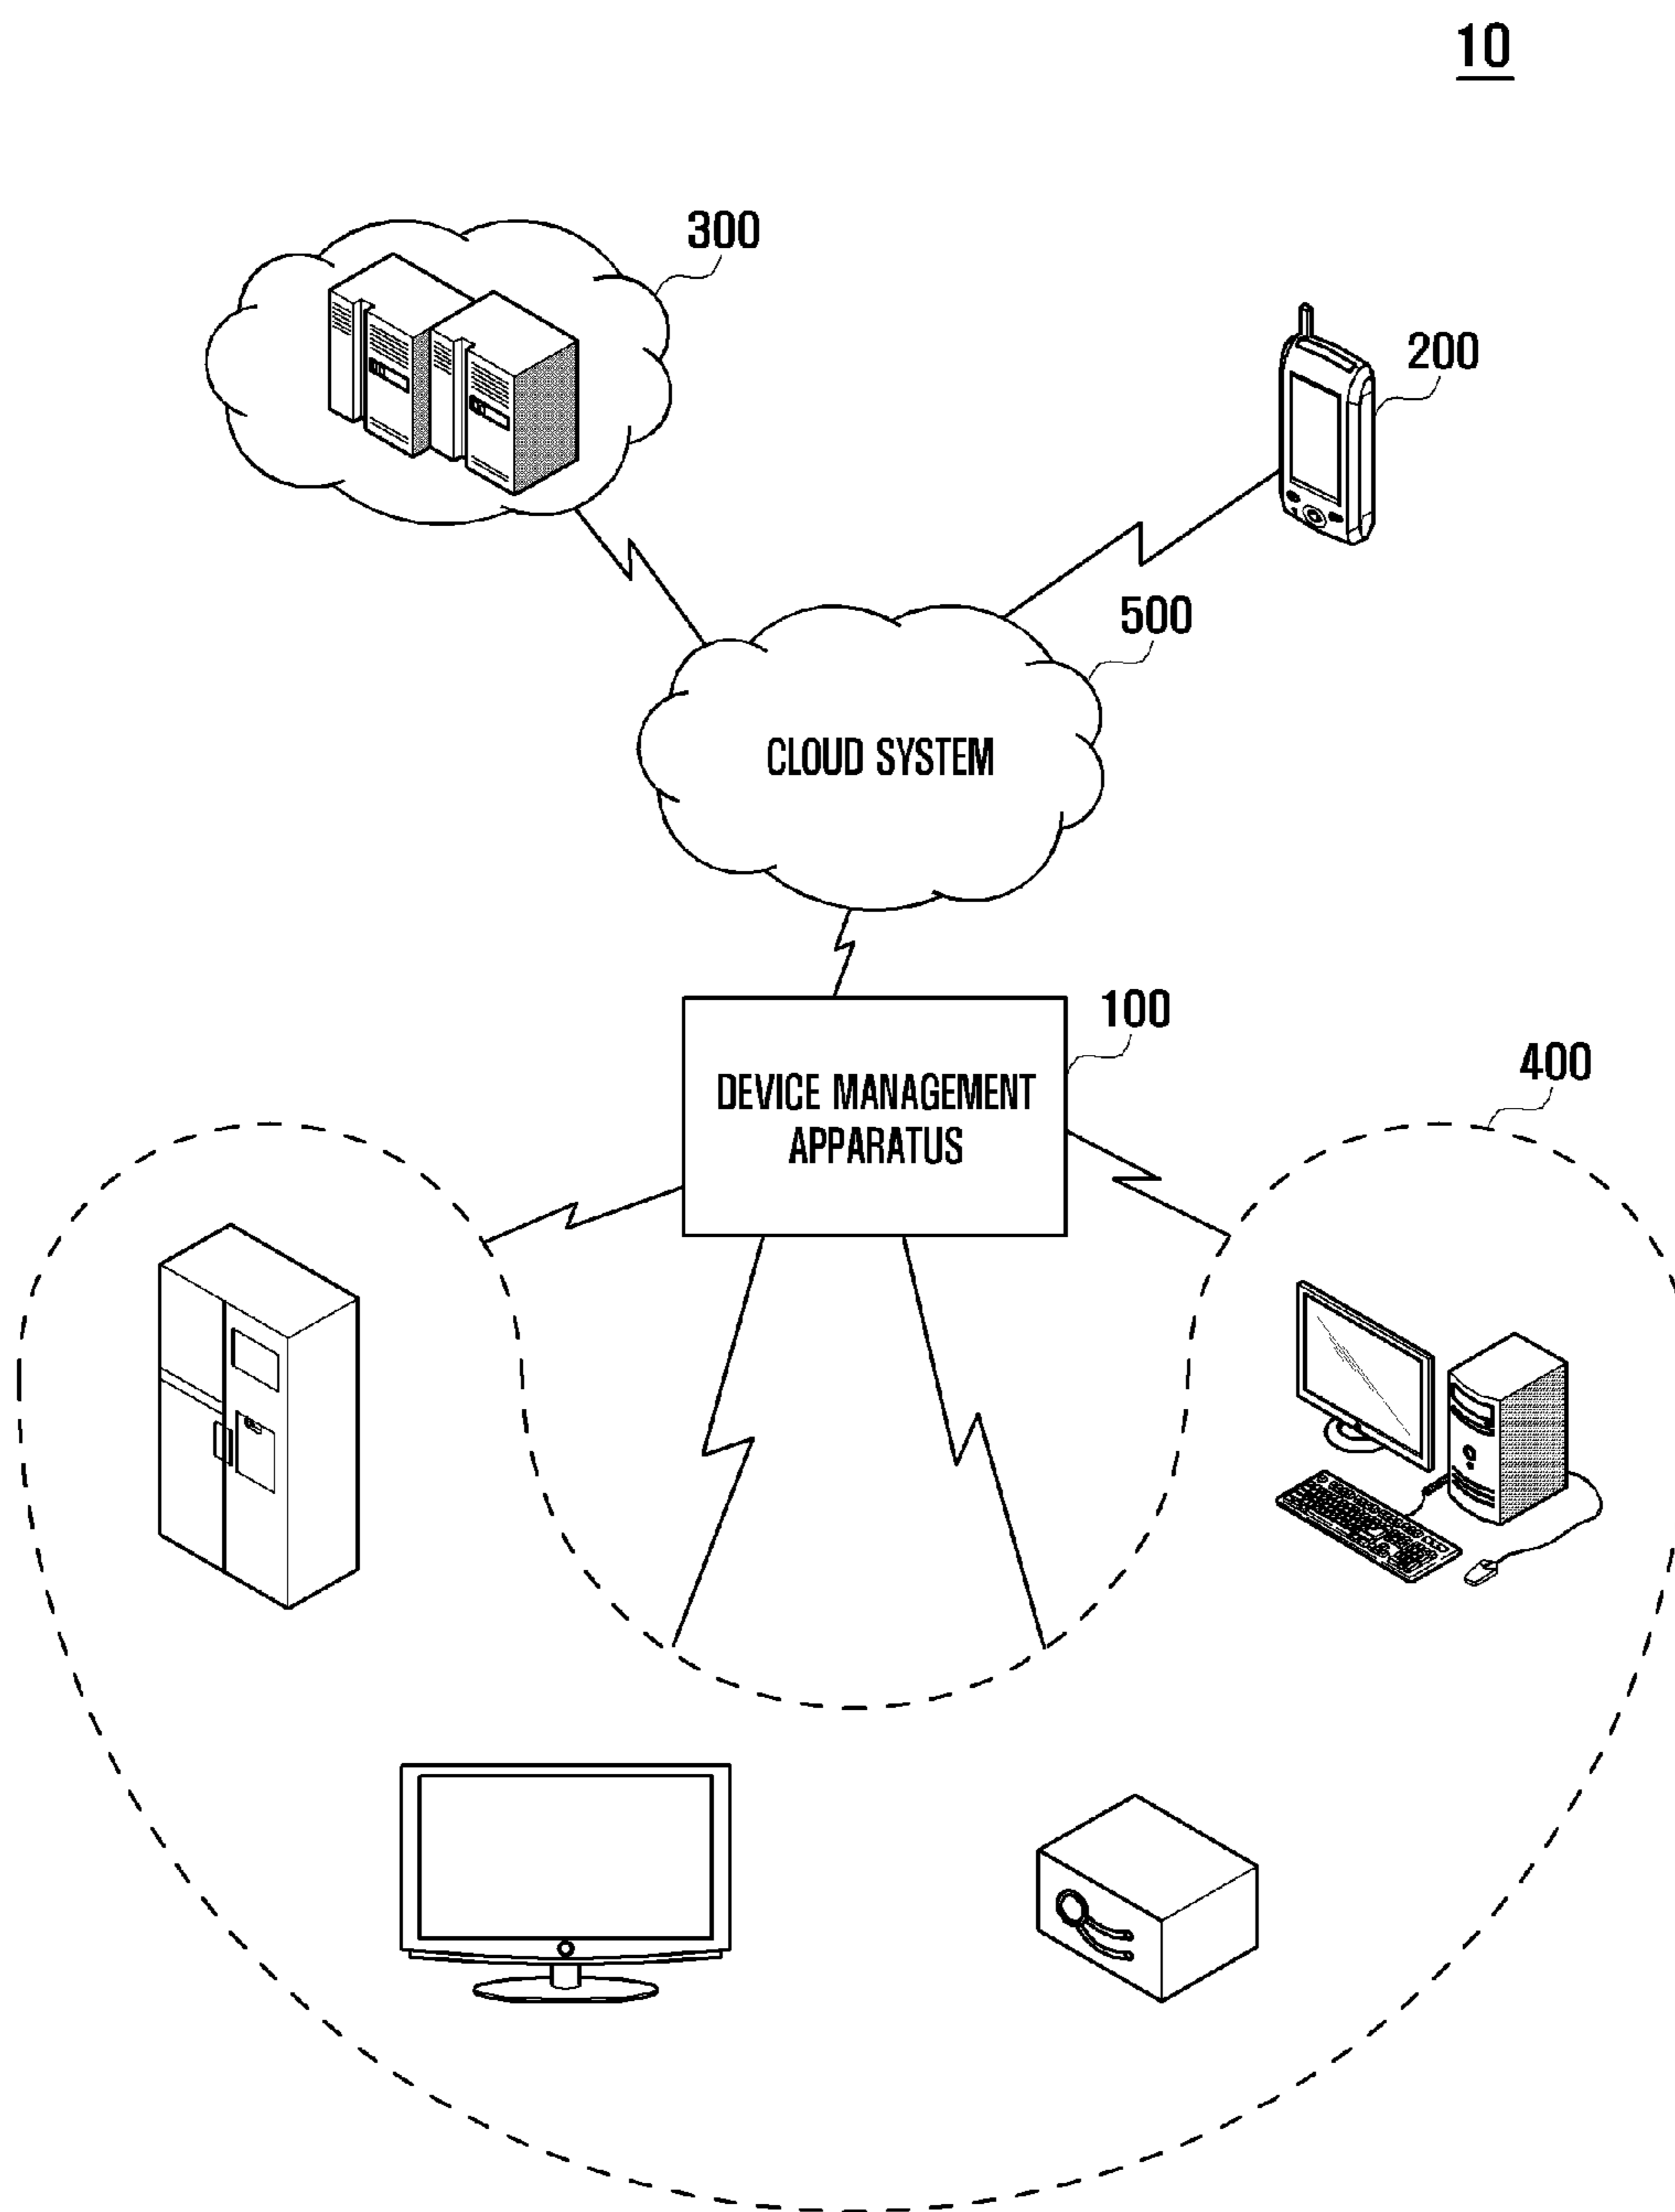 10
300
200
500
CLOUD SYSTEM
100
DEVICE MANAGEMENT
APPARATUS
400